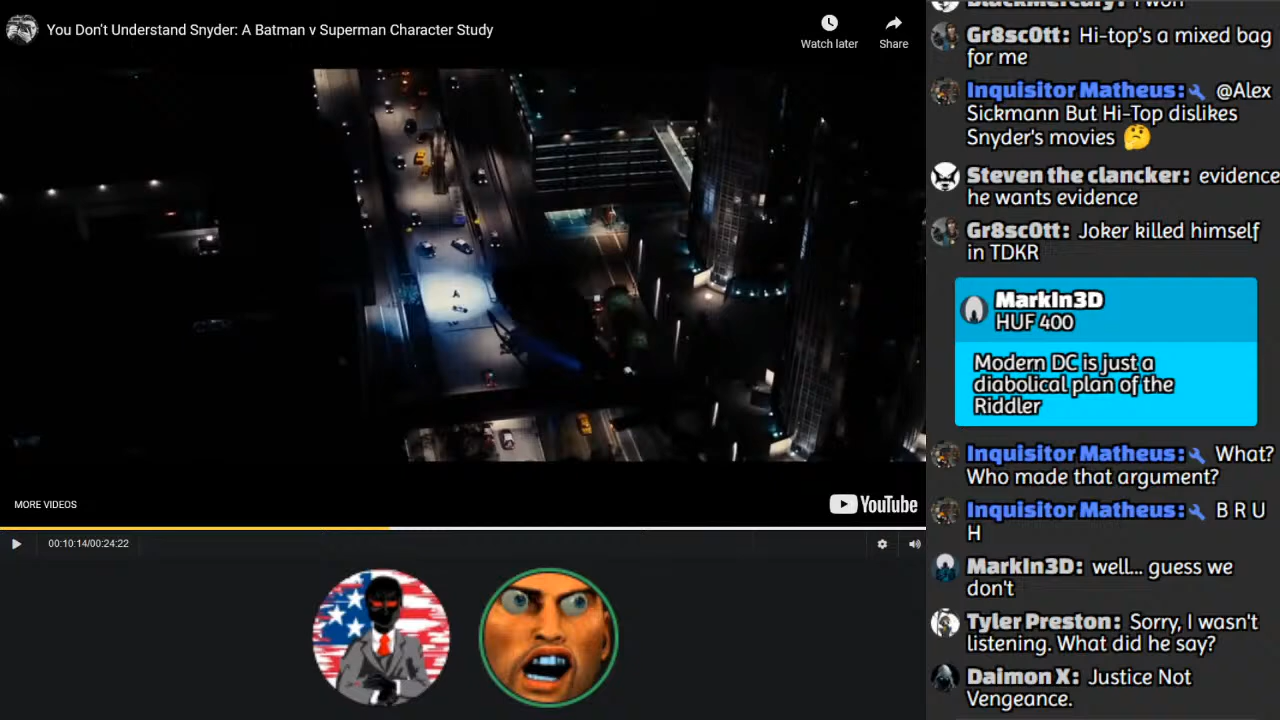 You Don't Understand Snyder: A Batman v Superman Character Study
Watch later
Share
MORE VIDEOS
YouTube
00:10:14/00:24:22
Gr8sc0tt: Hi-top's a mixed bag
for me
Inquisitor Matheus: @Alex
Sickmann But Hi-Top dislikes
Snyder's movies 🤔
Steven the clancker: evidence
he wants evidence
Gr8sc0tt: Joker killed himself
in TDKR
MarkIn3D
HUF 400
Modern DC is just a
diabolical plan of the
Riddler
Inquisitor Matheus: What?
Who made that argument?
Inquisitor Matheus: B R U
H
MarkIn3D: well... guess we
don't
Tyler Preston: Sorry, I wasn't
listening. What did he say?
Daimon X: Justice Not
Vengeance.